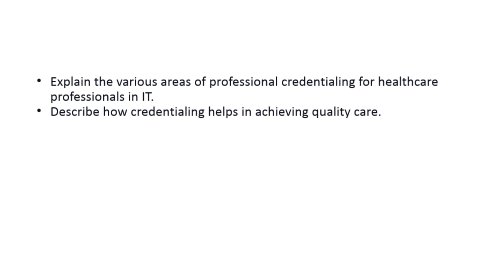 • Explain the various areas of professional credentialing for healthcare
professionals in IT.
• Describe how credentialing helps in achieving quality care.